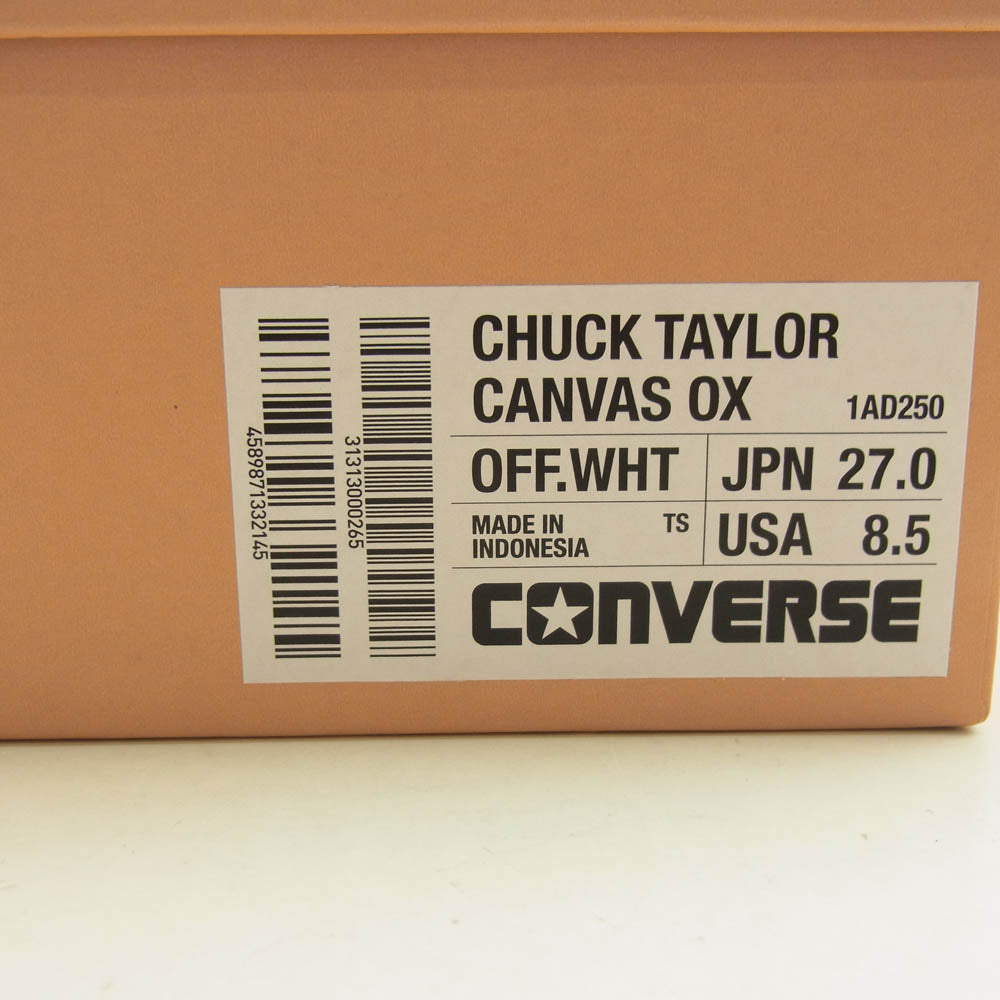 CHUCK TAYLOR
CANVAS OX 1AD250
OFF.WHT JPN 27.0
MADE IN INDONESIA TS USA 8.5
CONVERSE
4589871332145
31313000265